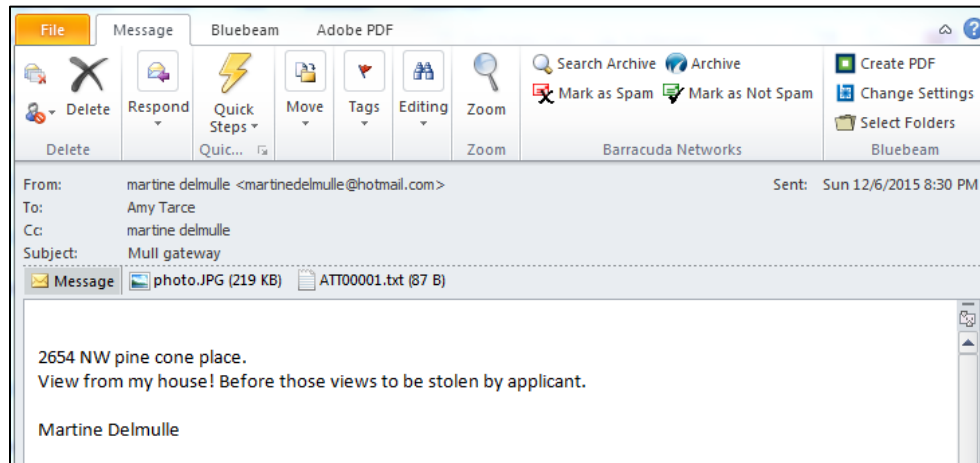 File Message Bluebeam Adobe PDF
Search Archive Archive Create PDF
Mark as Spam Mark as Not Spam Change Settings
Delete Respond Quick Steps Move Tags Editing Zoom Select Folders
Delete Quic... Zoom Barracuda Networks Bluebeam
From: martine delmulle <martinedelmulle@hotmail.com> Sent: Sun 12/6/2015 8:30 PM
To: Amy Tarce
Cc: martine delmulle
Subject: Mull gateway
Message photo.JPG (219 KB) ATT00001.txt (87 B)
2654 NW pine cone place.
View from my house! Before those views to be stolen by applicant.
Martine Delmulle